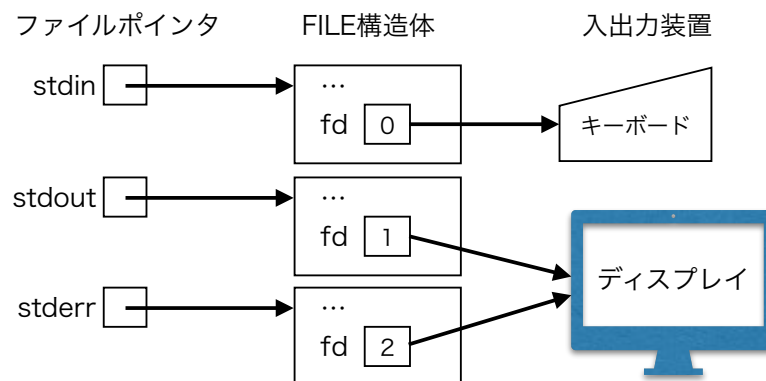 ファイルポインタ FILE構造体 入出力装置
stdin … 
fd 0 キーボード
stdout …
fd 1
ディスプレイ
stderr …
fd 2